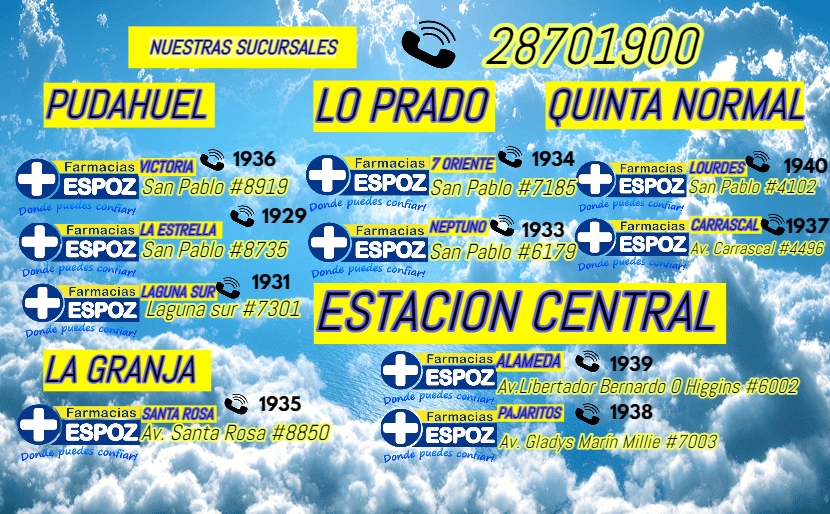 NUESTRAS SUCURSALES
28701900
PUDAHUEL
Farmacias
ESPOZ
Donde puedes confiar!
VICTORIA
1936
San Pablo #8919
Farmacias
ESPOZ
Donde puedes confiar!
LA ESTRELLA
1929
San Pablo #8735
Farmacias
ESPOZ
Donde puedes confiar!
LAGUNA SUR
1931
Laguna sur #7301
LO PRADO
Farmacias
ESPOZ
Donde puedes confiar!
7 ORIENTE
1934
San Pablo #7185
Farmacias
ESPOZ
Donde puedes confiar!
NEPTUNO
1933
San Pablo #6179
QUINTA NORMAL
Farmacias
ESPOZ
Donde puedes confiar!
LOURDES
1940
San Pablo #4102
Farmacias
ESPOZ
Donde puedes confiar!
CARRASCAL
1937
Av. Carrascal #4496
LA GRANJA
Farmacias
ESPOZ
Donde puedes confiar!
SANTA ROSA
1935
Av. Santa Rosa #8850
ESTACION CENTRAL
Farmacias
ESPOZ
Donde puedes confiar!
ALAMEDA
1939
Av.Libertador Bernardo O Higgins #6002
Farmacias
ESPOZ
Donde puedes confiar!
PAJARITOS
1938
Av. Gladys Marín Millie #7003